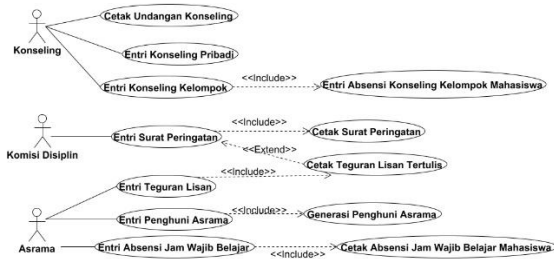 Cetak Undangan Konseling
Konseling
Entri Konseling Pribadi
<<Include>>
Entri Konseling Kelompok
Entri Absensi Konseling Kelompok Mahasiswa
<<Include>>
Entri Surat Peringatan
Cetak Surat Peringatan
<<Extend>>
Komisi Disiplin
Cetak Teguran Lisan Tertulis
<<Include>>
Entri Teguran Lisan
<<Include>>
Entri Penghuni Asrama
Generasi Penghuni Asrama
Asrama
Entri Absensi Jam Wajib Belajar
Cetak Absensi Jam Wajib Belajar Mahasiswa
<<Include>>